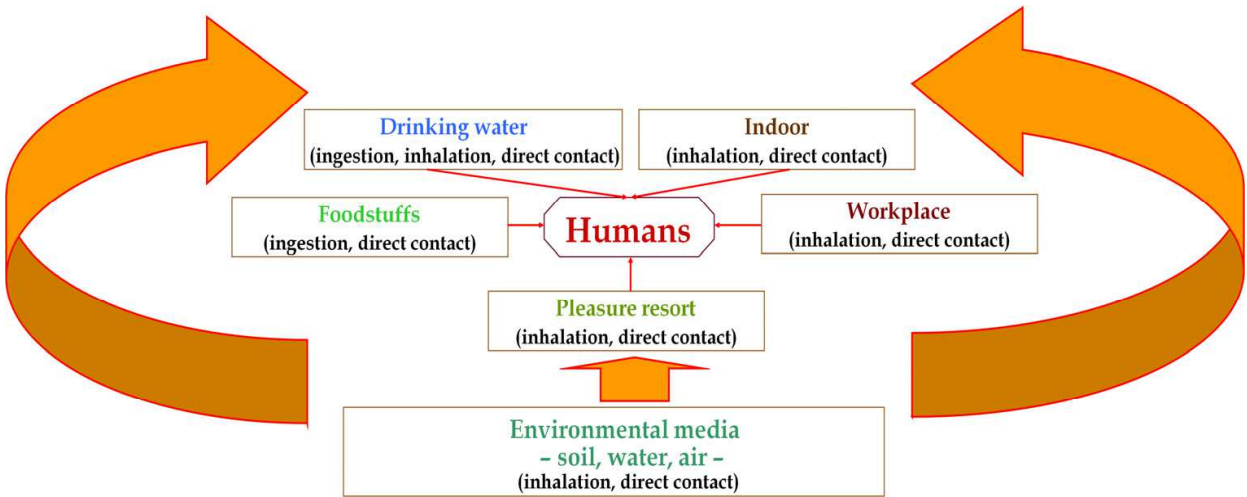 Drinking water
(ingestion, inhalation, direct contact)
Indoor
(inhalation, direct contact)
Foodstuffs
(ingestion, direct contact)
Humans
Workplace
(inhalation, direct contact)
Pleasure resort
(inhalation, direct contact)
Environmental media
– soil, water, air –
(inhalation, direct contact)